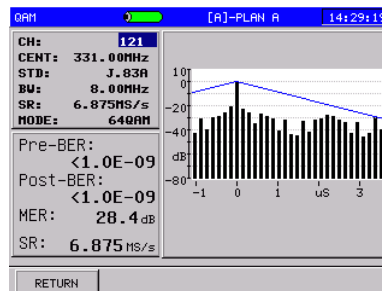 QAM [A]-PLAN A 14:29:19
CH: 121
CENT: 331.00MHz
STD: J.83A
BW: 8.00MHz
SR: 6.875MS/s
MODE: 64QAM
Pre-BER:
<1.0E-09
Post-BER:
<1.0E-09
MER: 28.4dB
SR: 6.875 MS/s
10
0
-20
-40
dB
-80
-1 0 1 uS 3
RETURN